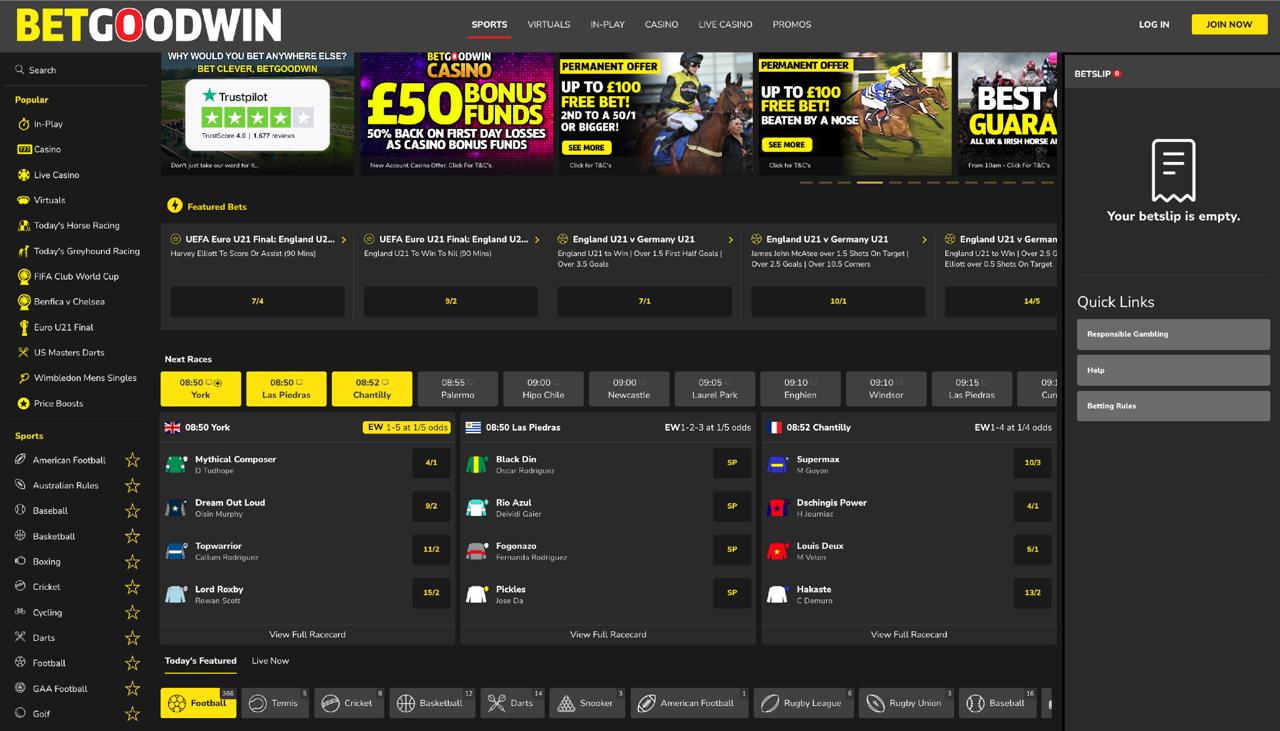 BETGOODWIN
SPORTS
VIRTUALS
IN-PLAY
CASINO
LIVE CASINO
PROMOS
LOG IN
JOIN NOW
Search
Popular
In-Play
Casino
Live Casino
Virtuals
Today's Horse Racing
Today's Greyhound Racing
FIFA Club World Cup
Benfica v Chelsea
Euro U21 Final
US Masters Darts
Wimbledon Mens Singles
Price Boosts
Sports
American Football
Australian Rules
Baseball
Basketball
Boxing
Cricket
Cycling
Darts
Football
GAA Football
Golf
WHY WOULD YOU BET ANYWHERE ELSE?
BET CLEVER, BETGOODWIN
Trustpilot
TrustScore 4.0 | 1,677 reviews
Don't just take our word for it...
BETGOODWIN
CASINO
£50 BONUS
FUNDS
50% BACK ON FIRST DAY LOSSES
AS CASINO BONUS FUNDS
New Account Casino Offer. Click For T&C's.
PERMANENT OFFER
UP TO £100
FREE BET!
2ND TO A 50/1
OR BIGGER!
SEE MORE
Click for T&C's
PERMANENT OFFER
UP TO £100
FREE BET!
BEATEN BY A NOSE
SEE MORE
Click for T&C's
BEST
GUARA
ALL UK & IRISH HORSE A
From 10am - Click For T&C's
Featured Bets
UEFA Euro U21 Final: England U2...
Harvey Elliott To Score Or Assist (90 Mins)
7/4
UEFA Euro U21 Final: England U2...
England U21 To Win To Nil (90 Mins)
9/2
England U21 v Germany U21
England U21 to Win | Over 1.5 First Half Goals |
Over 3.5 Goals
7/1
England U21 v Germany U21
James John McAtee over 1.5 Shots On Target |
Over 2.5 Goals | Over 10.5 Corners
10/1
England U21 v Germ
England U21 to Win | Over 2.5 G
Elliott over 0.5 Shots On Target
14/5
Next Races
08:50
York
08:50
Las Piedras
08:52
Chantilly
08:55
Palermo
09:00
Hipo Chile
09:00
Newcastle
09:05
Laurel Park
09:10
Enghien
09:10
Windsor
09:15
Las Piedras
09:1
Curr
08:50 York
EW 1-5 at 1/5 odds
Mythical Composer
D Tudhope
4/1
Dream Out Loud
Oisin Murphy
9/2
Topwarrior
Callum Rodriguez
11/2
Lord Roxby
Rowan Scott
15/2
View Full Racecard
08:50 Las Piedras
EW1-2-3 at 1/5 odds
Black Din
Oscar Rodriguez
SP
Rio Azul
Deividi Gaier
SP
Fogonazo
Fernanda Rodriguez
SP
Pickles
Jose Da
SP
View Full Racecard
08:52 Chantilly
EW1-4 at 1/4 odds
Supermax
M Guyon
10/3
Dschingis Power
H Journiac
4/1
Louis Deux
M Velon
5/1
Hakaste
C Demuro
13/2
View Full Racecard
Today's Featured
Live Now
Football
366
Tennis
5
Cricket
8
Basketball
12
Darts
14
Snooker
3
American Football
1
Rugby League
6
Rugby Union
3
Baseball
16
BETSLIP 0
Your betslip is empty.
Quick Links
Responsible Gambling
Help
Betting Rules